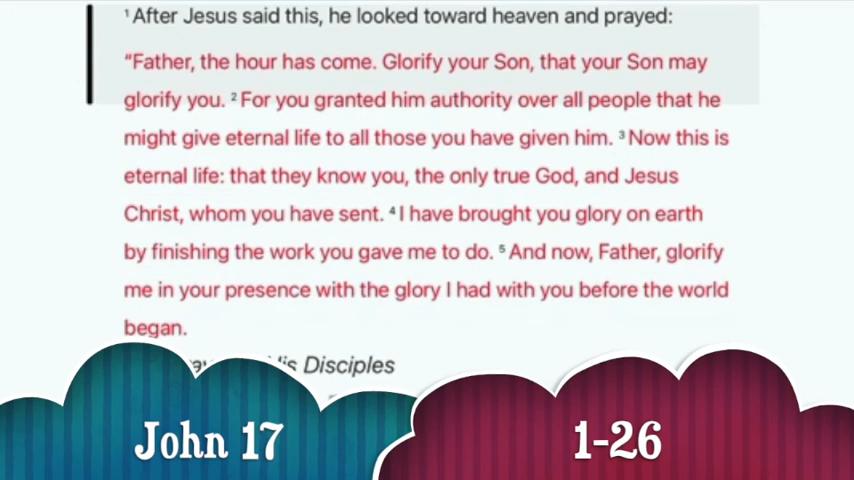 ¹ After Jesus said this, he looked toward heaven and prayed:
“Father, the hour has come. Glorify your Son, that your Son may
glorify you. ² For you granted him authority over all people that he
might give eternal life to all those you have given him. ³ Now this is
eternal life: that they know you, the only true God, and Jesus
Christ, whom you have sent. ⁴ I have brought you glory on earth
by finishing the work you gave me to do. ⁵ And now, Father, glorify
me in your presence with the glory I had with you before the world
began.
Disciples
John 17
1-26